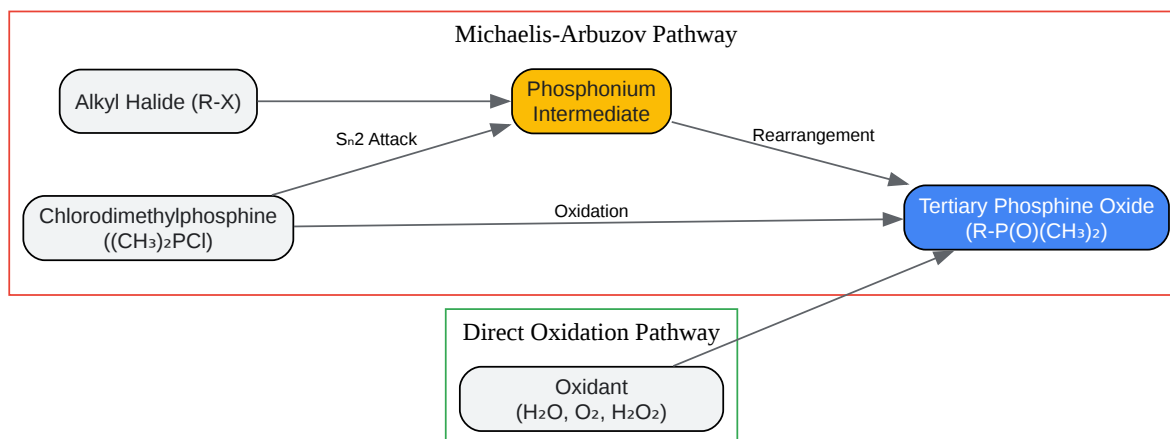 Michaelis-Arbuzov Pathway
Alkyl Halide (R-X)
Phosphonium
Intermediate
Rearrangement
Sₙ2 Attack
Chlorodimethylphosphine
((CH₃)₂PCl)
Oxidation
Tertiary Phosphine Oxide
(R-P(O)(CH₃)₂)
Direct Oxidation Pathway
Oxidant
(H₂O, O₂, H₂O₂)